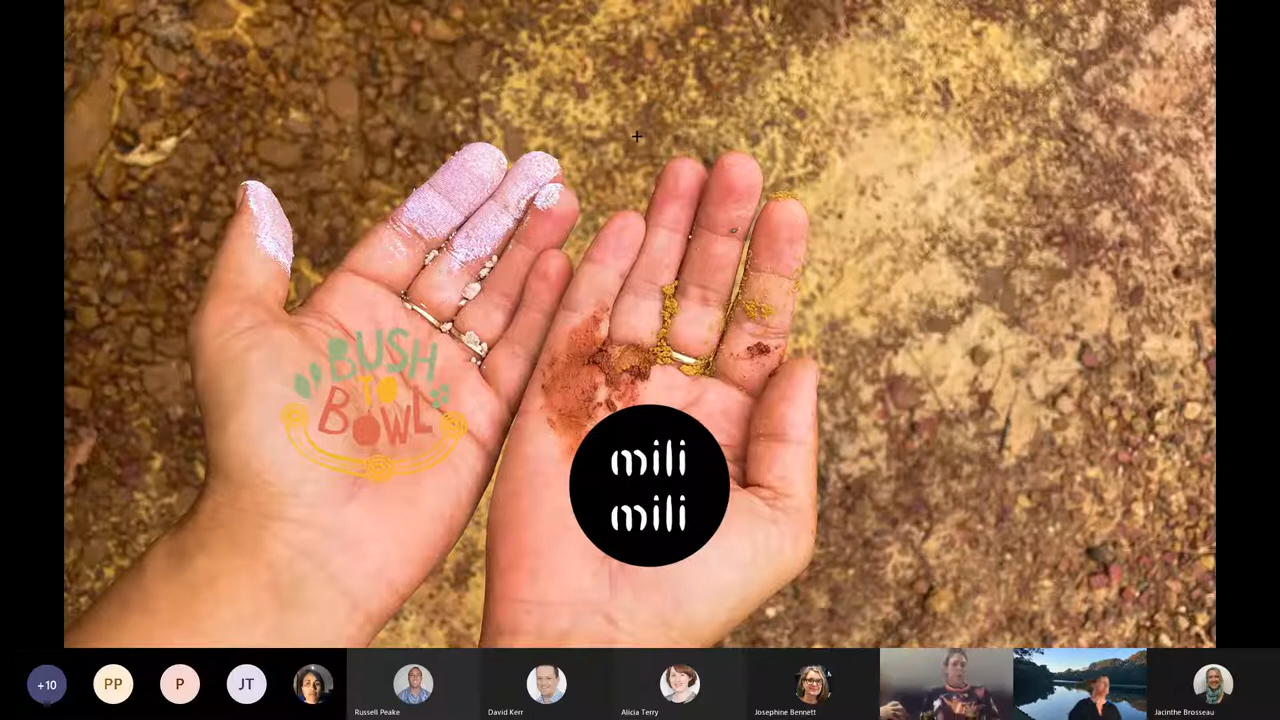 BUSH
TO
BOWL
mili
mili
+10
PP
P
JT
Russell Peake
David Kerr
Alicia Terry
Josephine Bennett
Jacinthe Brosseau